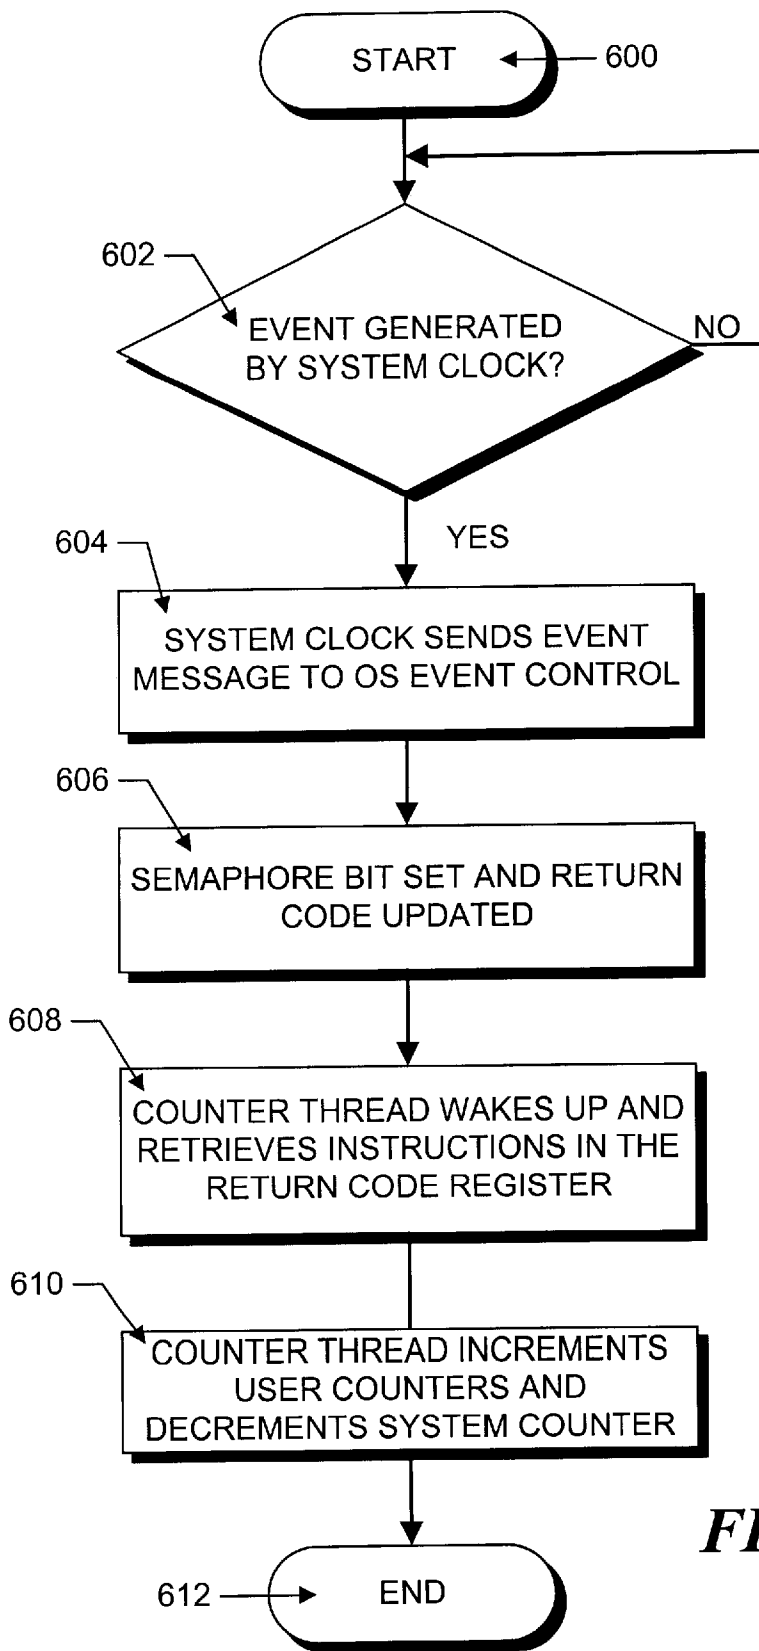 START
600
602
EVENT GENERATED
BY SYSTEM CLOCK?
NO
YES
604
SYSTEM CLOCK SENDS EVENT
MESSAGE TO OS EVENT CONTROL
606
SEMAPHORE BIT SET AND RETURN
CODE UPDATED
608
COUNTER THREAD WAKES UP AND
RETRIEVES INSTRUCTIONS IN THE
RETURN CODE REGISTER
610
COUNTER THREAD INCREMENTS
USER COUNTERS AND
DECREMENTS SYSTEM COUNTER
612
END